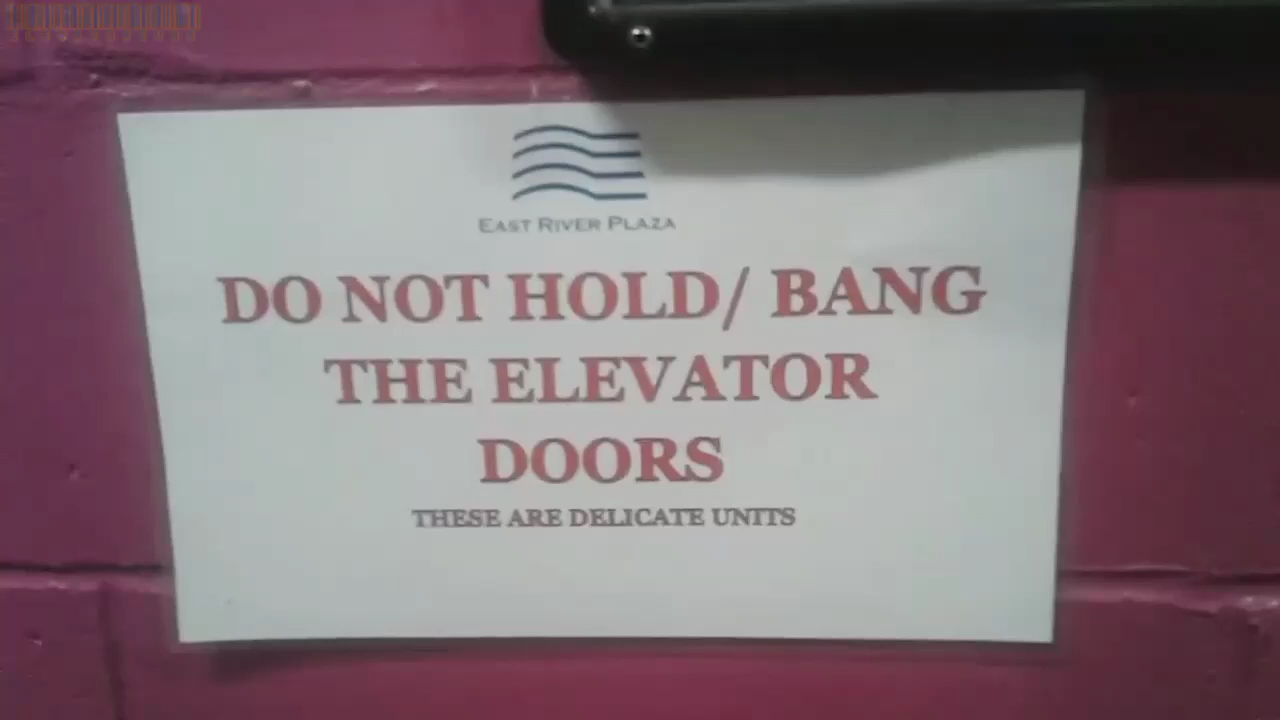 EAST RIVER PLAZA
DO NOT HOLD/ BANG
THE ELEVATOR
DOORS
THESE ARE DELICATE UNITS